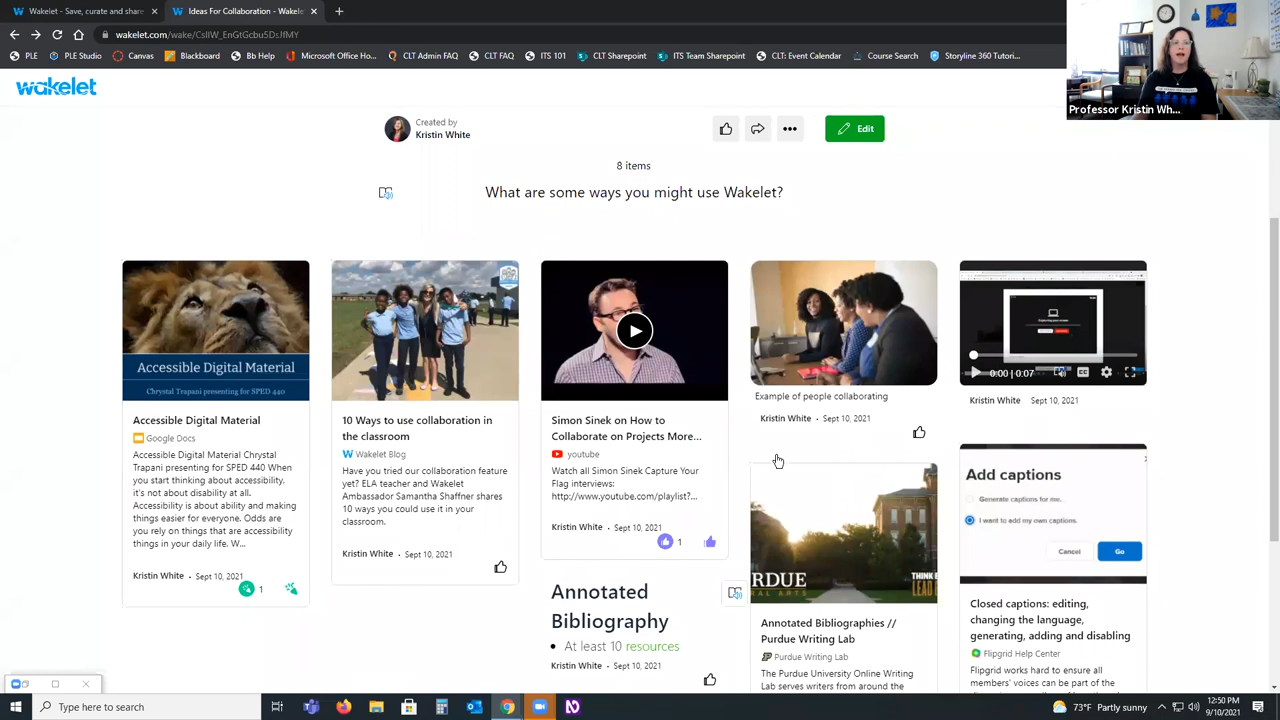 Wakelet - Save, curate and share
Ideas For Collaboration - Wakelet
wakelet.com/wake/
PLE
PLE Studio
Canvas
Blackboard
Bb Help
Microsoft Office Ho...
CLT Admin FAQ
CLT FAQ
ITS 101
CLT Sharepoint
ITS Team Sharepoint
CLT: Event Calendar
Course Search
Storyline 360 Tutori...
Professor Kristin Wh...
wakelet
Created by
Kristin White
Edit
8 items
What are some ways you might use Wakelet?
Accessible Digital Material
Chrystal Trapani presenting for SPED 440
Accessible Digital Material
Google Docs
Accessible Digital Material Chrystal
Trapani presenting for SPED 440 When
you start thinking about accessibility,
it's not about disability at all.
Accessibility is about ability and making
things easier for everyone. Odds are
you rely on things that are accessibility
things in your daily life. W...
Kristin White • Sept 10, 2021
1
10 Ways to use collaboration in
the classroom
Wakelet Blog
Have you tried our collaboration feature
yet? ELA teacher and Wakelet
Ambassador Samantha Shaffner shares
10 ways you could use it in your
classroom.
Kristin White • Sept 10, 2021
Simon Sinek on How to
Collaborate on Projects More...
youtube
Watch all Simon Sinek Capture Your
Flag interviews:
http://www.youtube.com/playlist?...
Kristin White • Sept 10, 2021
1
Annotated
Bibliography
• At least 10 resources
Kristin White • Sept 10, 2021
Example of people collaborating
Kristin White • Sept 10, 2021
RDUE
RAL ARTS
THINK
LEAD
Annotated Bibliographies //
Purdue Writing Lab
Purdue Writing Lab
The Purdue University Online Writing
Lab serves writers from around the
0:00 | 0:07
CC
Kristin White Sept 10, 2021
Add captions
Generate captions for me.
I want to add my own captions.
Cancel
Go
Closed captions: editing,
changing the language,
generating, adding and disabling
Flipgrid Help Center
Flipgrid works hard to ensure all
members' voices can be part of the
Type here to search
73°F Partly sunny
12:50 PM
9/10/2021